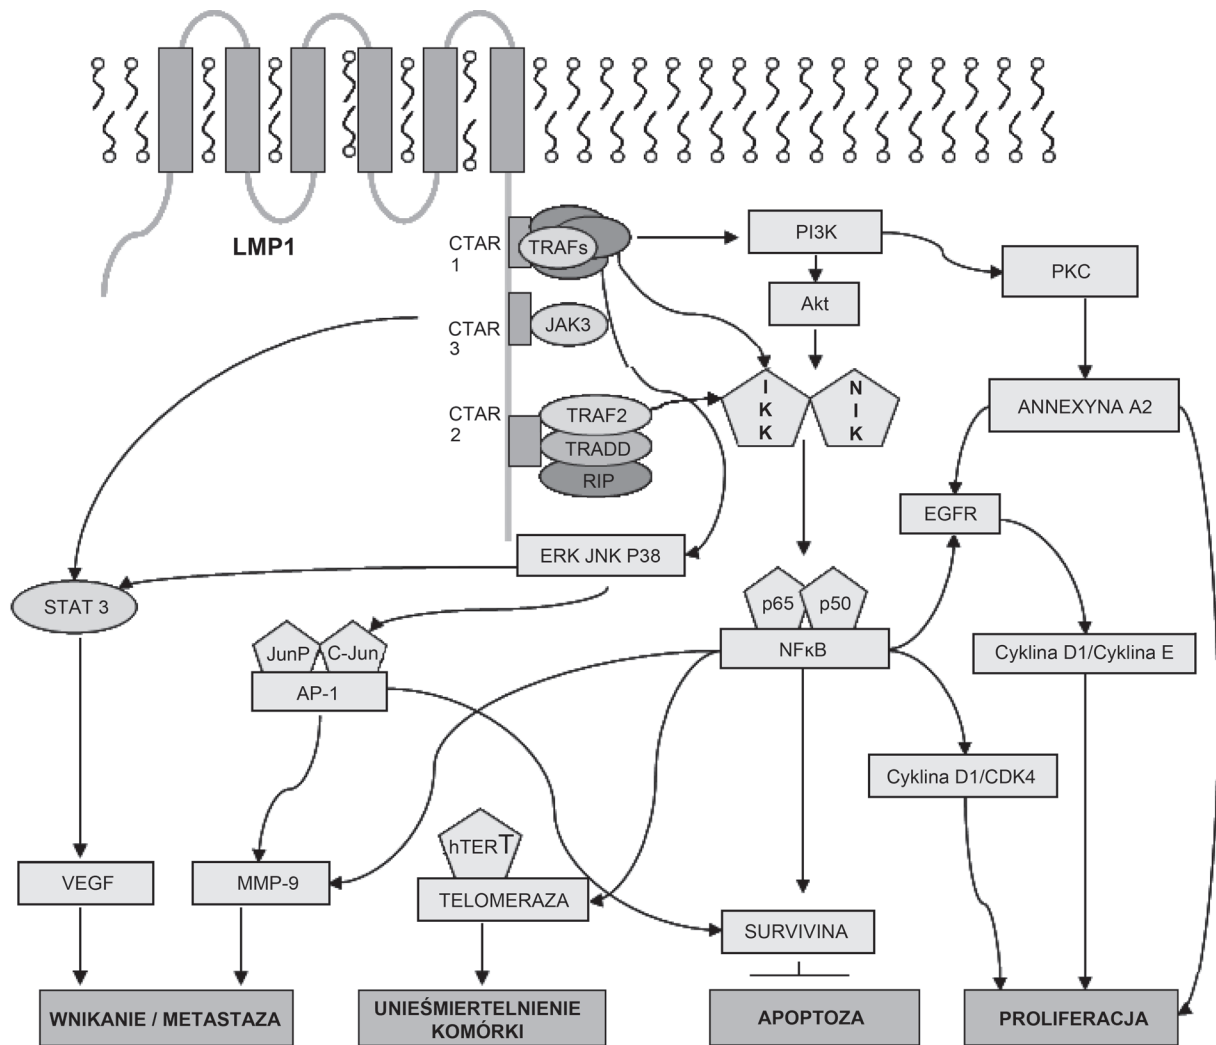 LMP1
CTAR
1
TRAFs
PI3K
PKC
Akt
CTAR
3
JAK3
I
K
K
N
I
K
ANNEXYNA A2
CTAR
2
TRAF2
TRADD
RIP
EGFR
ERK JNK P38
STAT 3
p65
p50
NFκB
JunP
C-Jun
AP-1
Cyklina D1/Cyklina E
Cyklina D1/CDK4
hTERT
VEGF
MMP-9
TELOMERAZA
SURVIVINA
WNIKANIE / METASTAZA
UNIEŚMIERTELNIENIE
KOMÓRKI
APOPTOZA
PROLIFERACJA